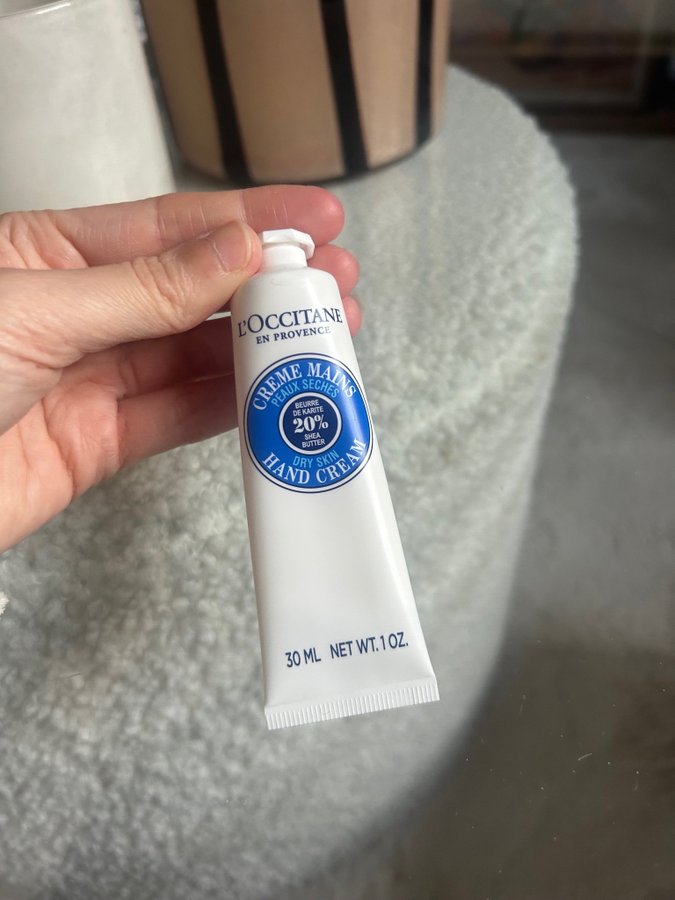 L'OCCITANE
EN PROVENCE
CREME MAINS
PEAUX SECHES
BEURRE
DE KARITE
20%
SHEA
BUTTER
DRY SKIN
HAND CREAM
30 ML NET WT. 1 OZ.